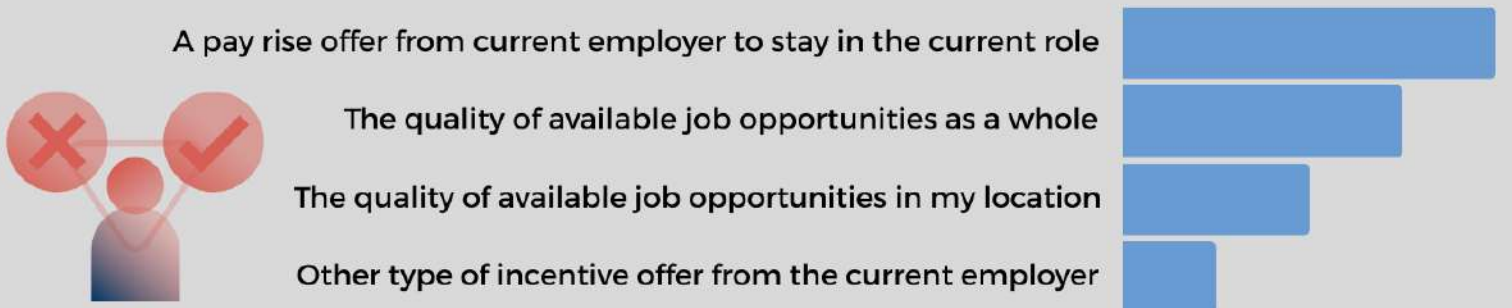 A pay rise offer from current employer to stay in the current role
The quality of available job opportunities as a whole
The quality of available job opportunities in my location
Other type of incentive offer from the current employer